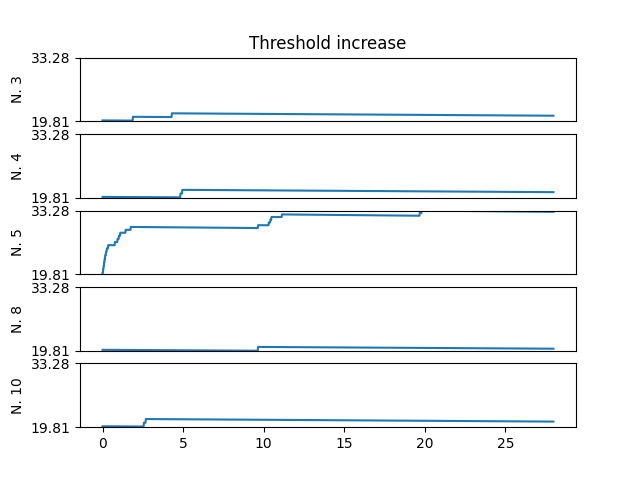 Threshold increase
33.28
N. 3
19.81
33.28
N. 4
19.81
33.28
N. 5
19.81
33.28
N. 8
19.81
33.28
N. 10
19.81
0 5 10 15 20 25